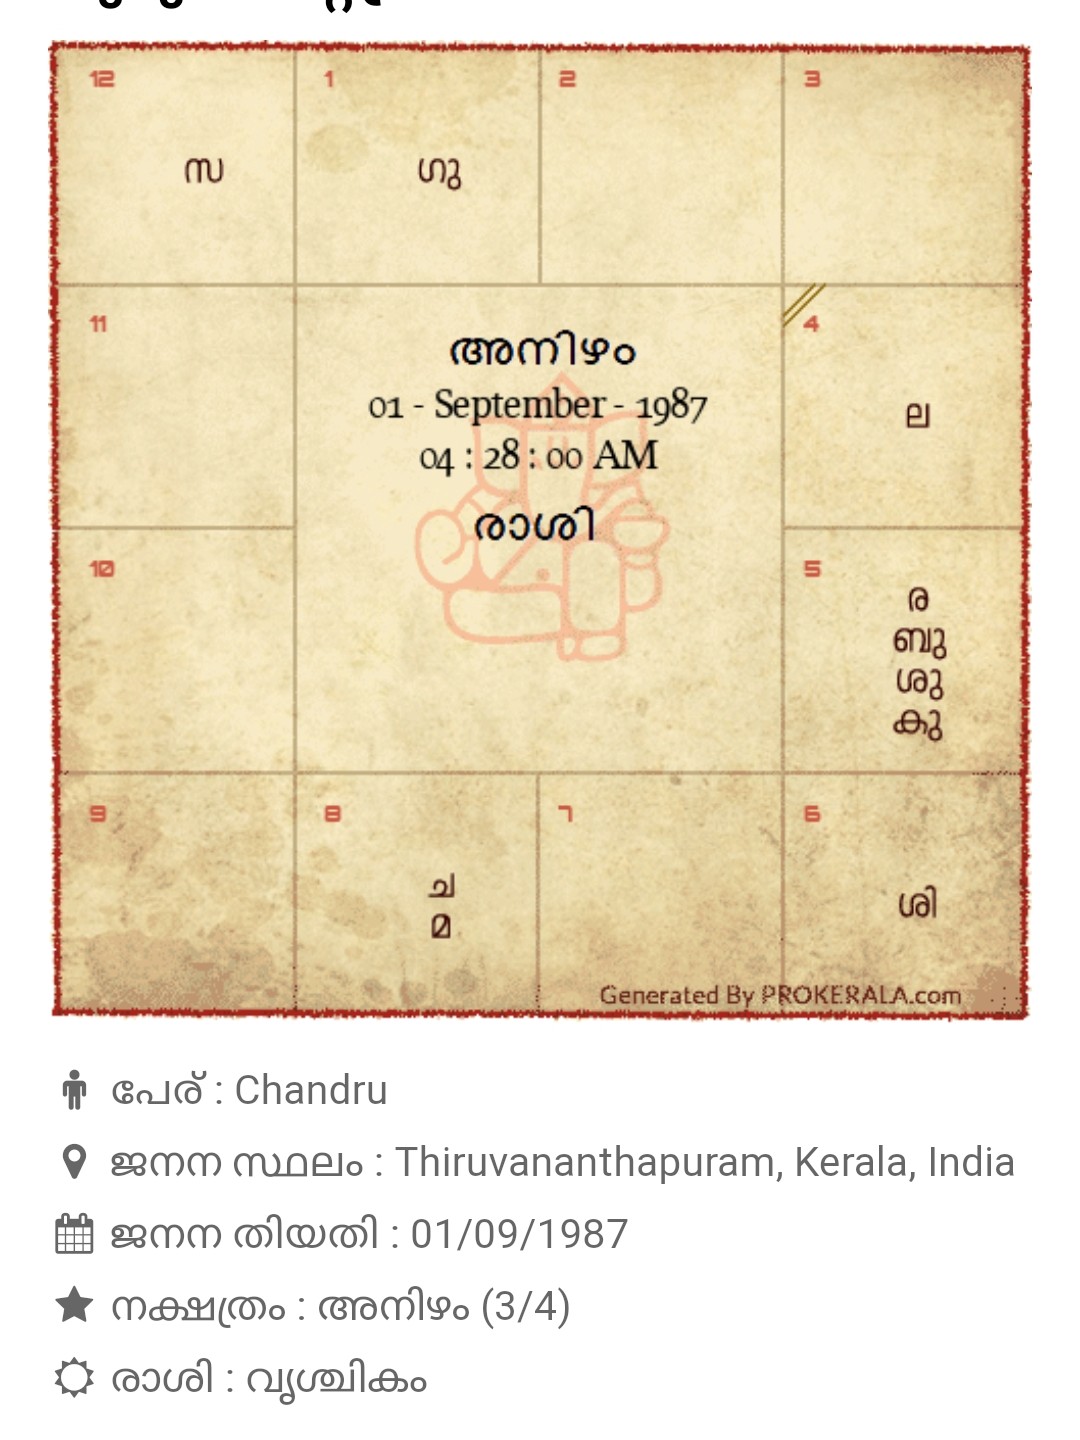 12
1
2
3
സ
ഗു
11
അനിഴം
01 - September - 1987
04 : 28 : 00 AM
രാശി
4
ല
10
5
ര
ബു
ശു
കു
9
8
7
6
ച
മ
ശി
Generated By PROKERALA.com
പേര് : Chandru
ജനന സ്ഥലം : Thiruvananthapuram, Kerala, India
ജനന തിയതി : 01/09/1987
നക്ഷത്രം : അനിഴം (3/4)
രാശി : വൃശ്ചികം